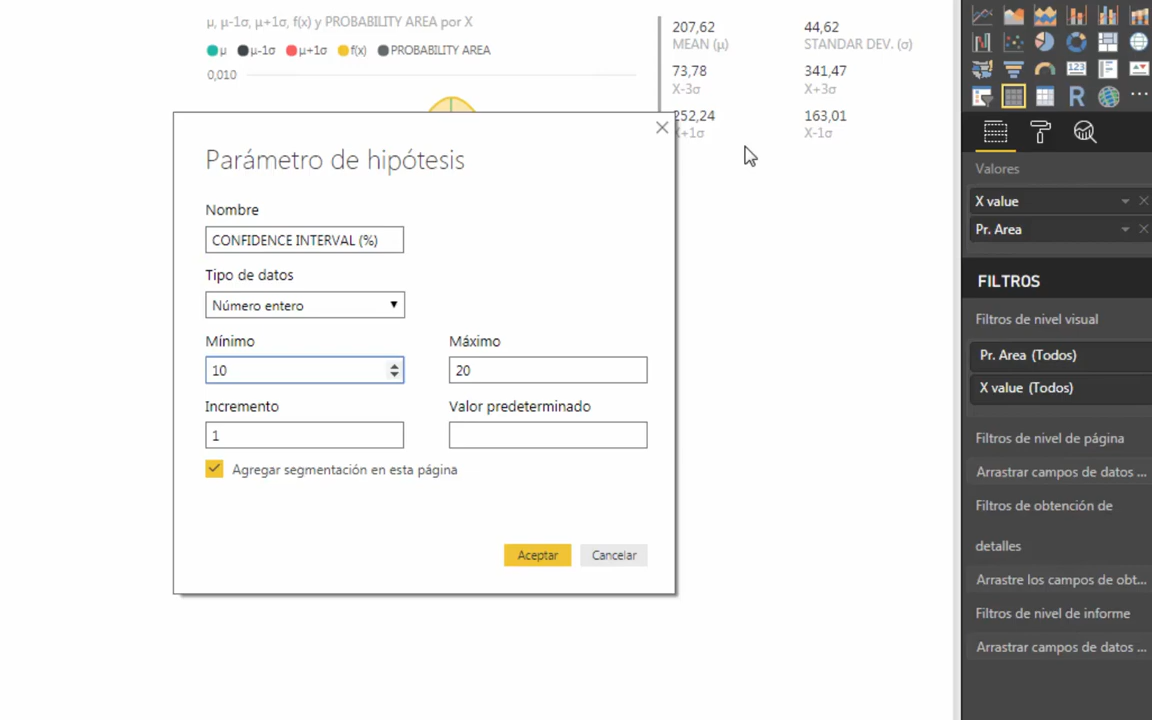 μ, μ-1σ, μ+1σ, f(x) y PROBABILITY AREA por X
μ μ-1σ μ+1σ f(x) PROBABILITY AREA
0,010
207,62
MEAN (μ)
44,62
STANDAR DEV. (σ)
73,78
X-3σ
341,47
X+3σ
252,24
X+1σ
163,01
X-1σ
Parámetro de hipótesis
Nombre
CONFIDENCE INTERVAL (%)
Tipo de datos
Número entero
Mínimo
Máximo
10
20
Incremento
Valor predeterminado
1
Agregar segmentación en esta página
Aceptar
Cancelar
123
R
Valores
X value
Pr. Area
FILTROS
Filtros de nivel visual
Pr. Area (Todos)
X value (Todos)
Filtros de nivel de página
Arrastrar campos de datos ...
Filtros de obtención de
detalles
Arrastre los campos de obt...
Filtros de nivel de informe
Arrastrar campos de datos ...